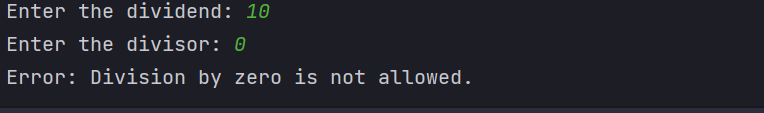 Enter the dividend: 10
Enter the divisor: 0
Error: Division by zero is not allowed.